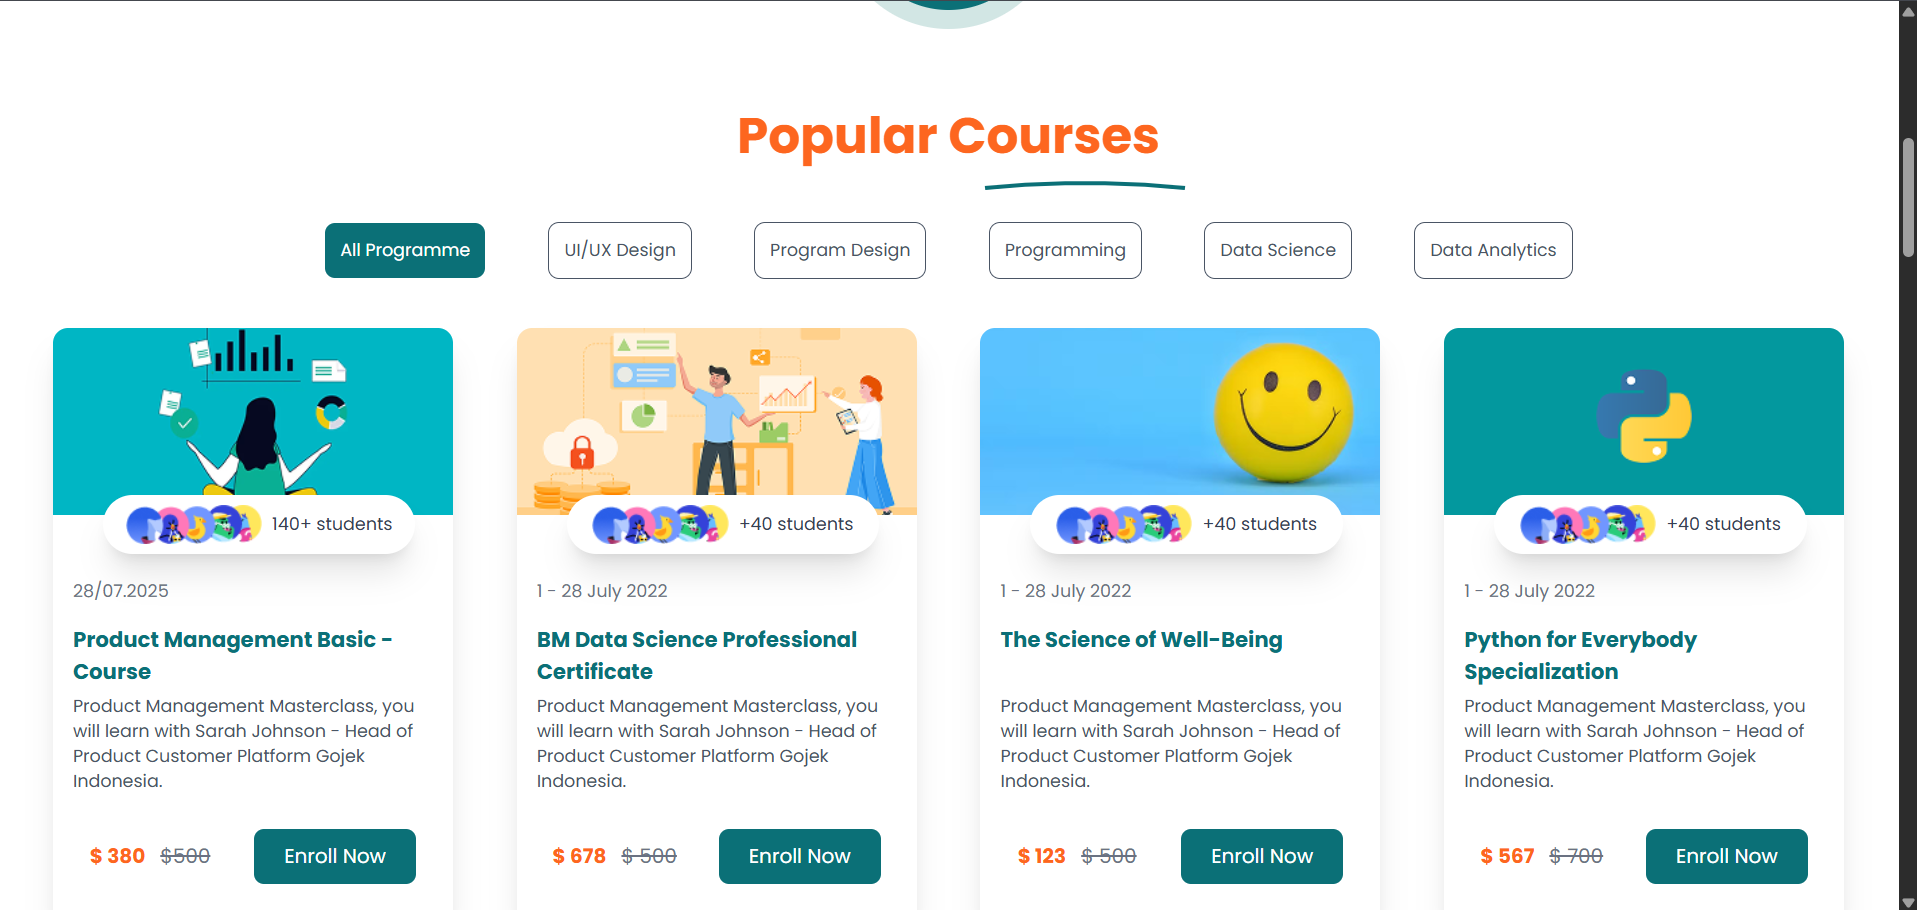 Popular Courses
All Programme
UI/UX Design
Program Design
Programming
Data Science
Data Analytics
140+ students
28/07.2025
Product Management Basic -
Course
Product Management Masterclass, you
will learn with Sarah Johnson - Head of
Product Customer Platform Gojek
Indonesia.
$ 380 $500
Enroll Now
+40 students
1 - 28 July 2022
BM Data Science Professional
Certificate
Product Management Masterclass, you
will learn with Sarah Johnson - Head of
Product Customer Platform Gojek
Indonesia.
$ 678 $ 500
Enroll Now
+40 students
1 - 28 July 2022
The Science of Well-Being
Product Management Masterclass, you
will learn with Sarah Johnson - Head of
Product Customer Platform Gojek
Indonesia.
$ 123 $ 500
Enroll Now
+40 students
1 - 28 July 2022
Python for Everybody
Specialization
Product Management Masterclass, you
will learn with Sarah Johnson - Head of
Product Customer Platform Gojek
Indonesia.
$ 567 $ 700
Enroll Now